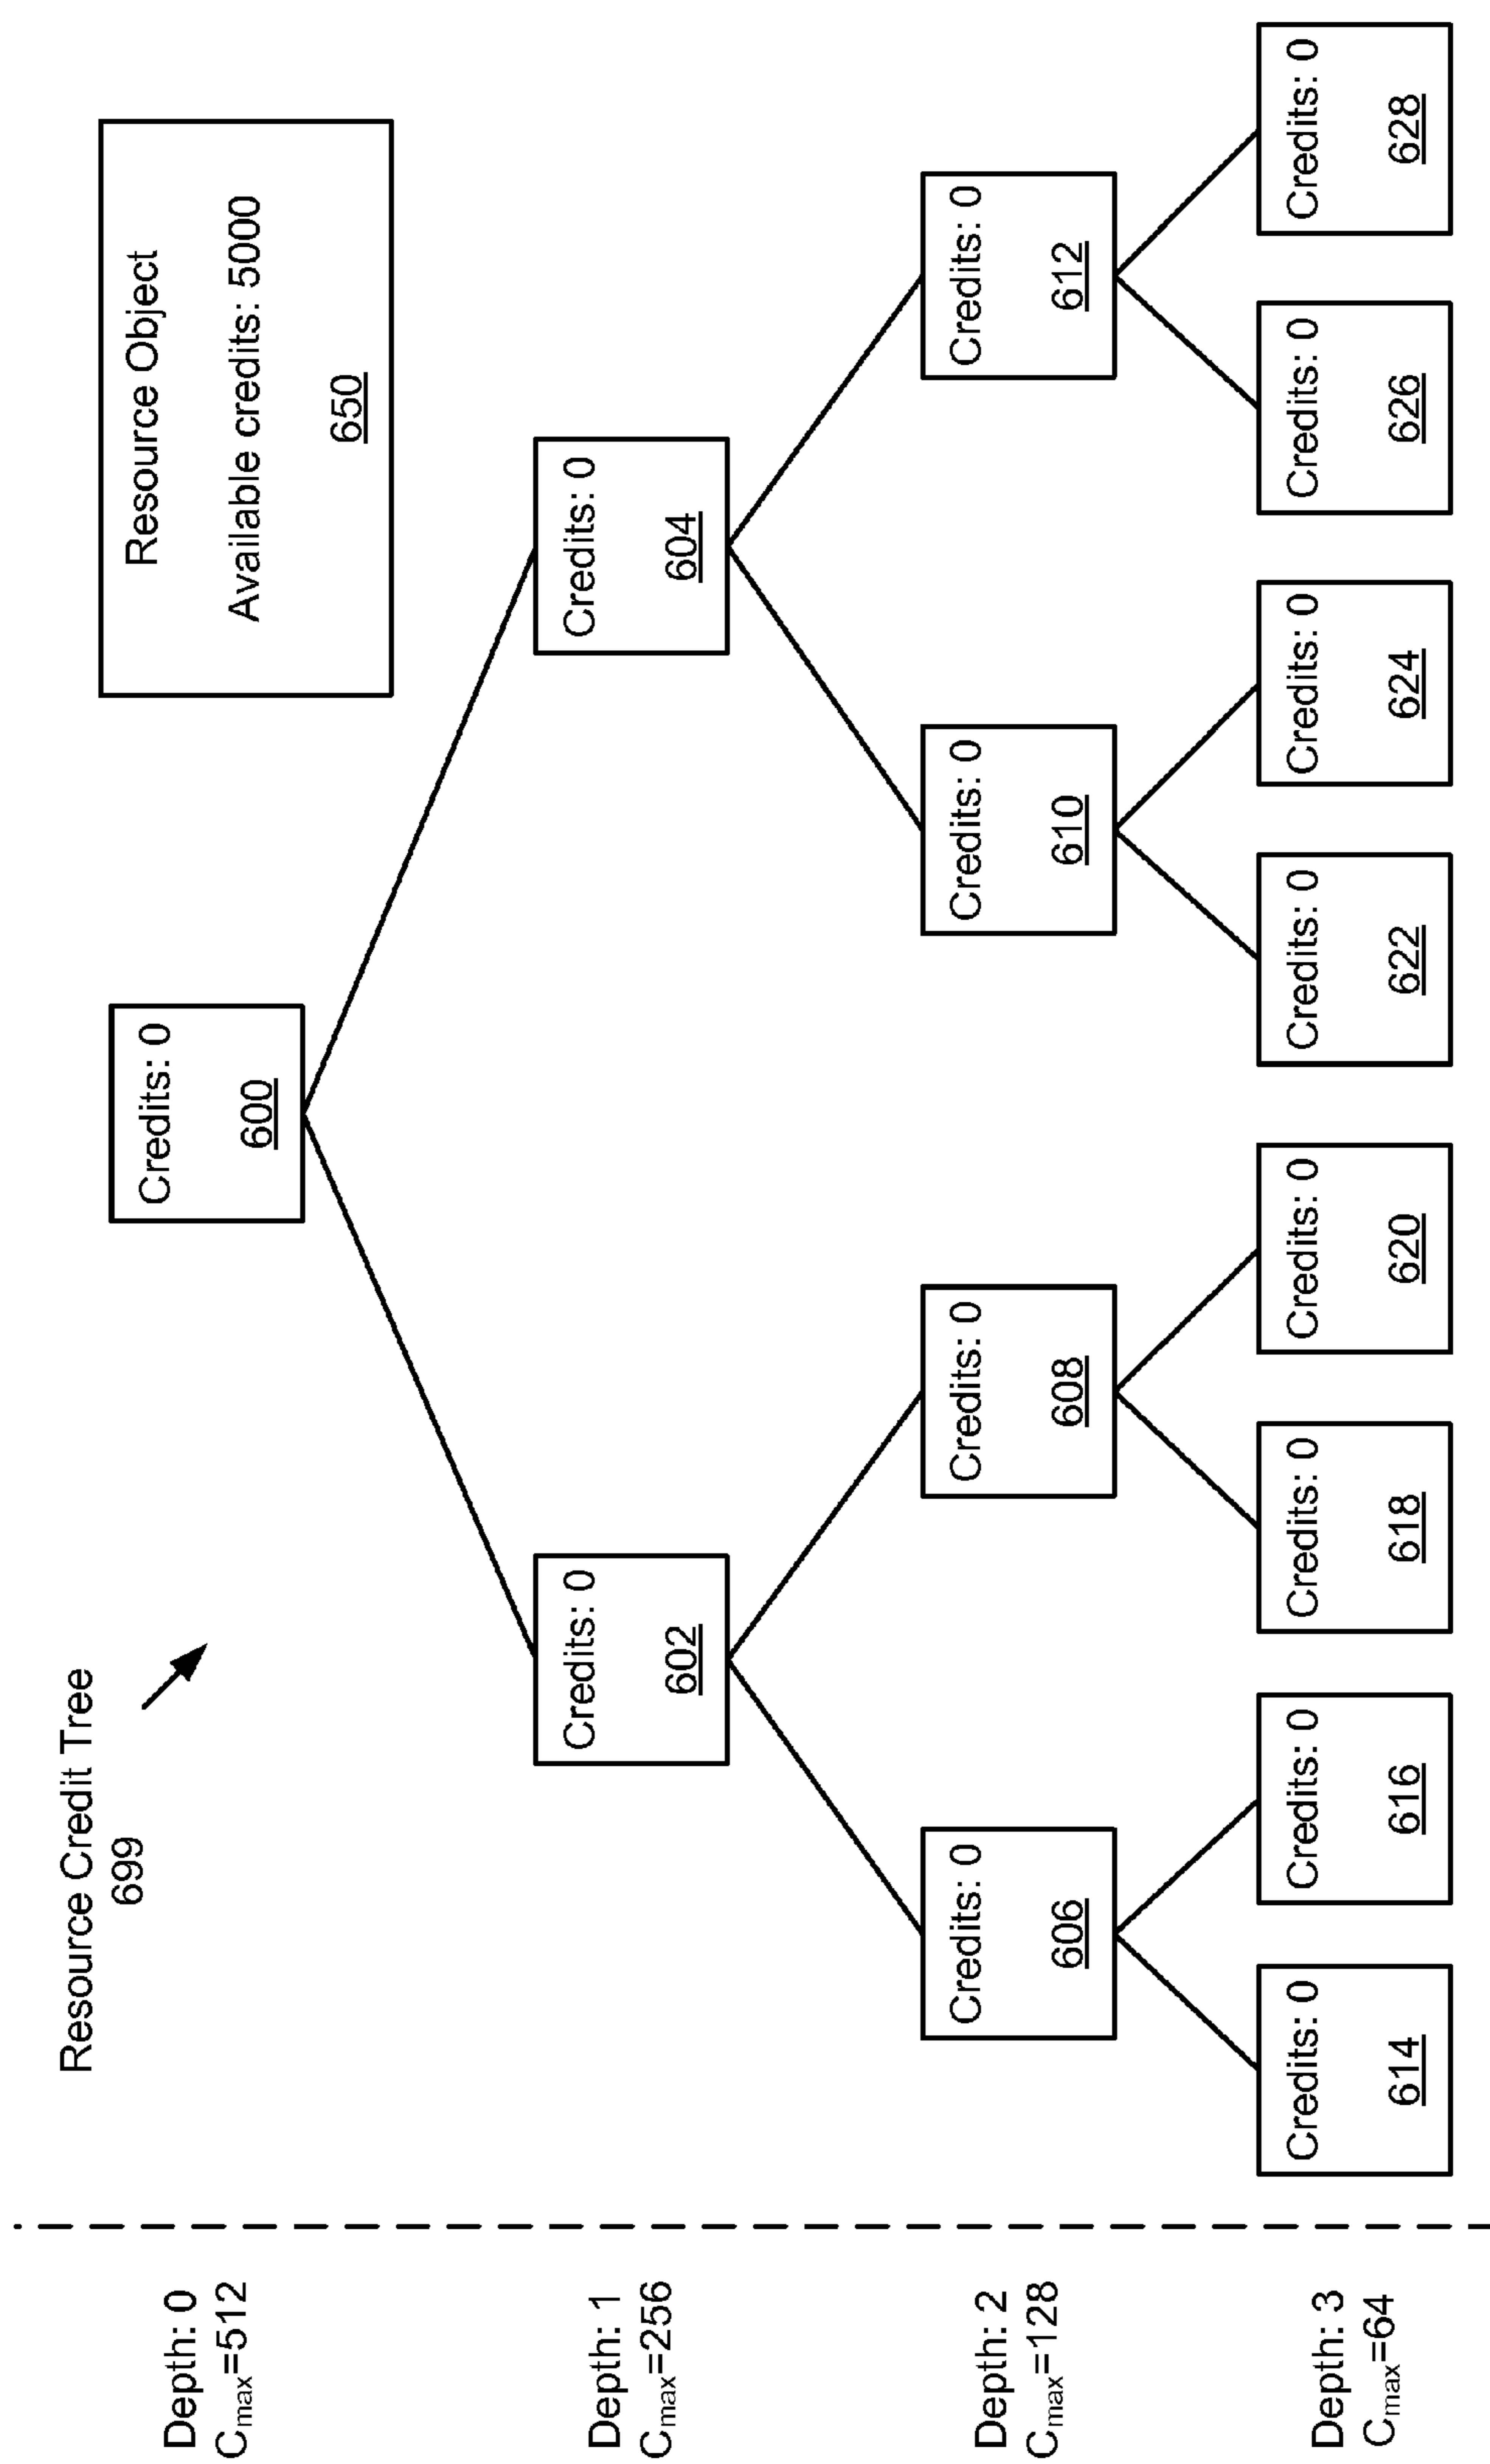 Resource Credit Tree
699
Resource Object
Available credits: 5000
650
Depth: 0
Cmax=512
Credits: 0
600
Depth: 1
Cmax=256
Credits: 0
602
Credits: 0
604
Depth: 2
Cmax=128
Credits: 0
606
Credits: 0
608
Credits: 0
610
Credits: 0
612
Depth: 3
Cmax=64
Credits: 0
614
Credits: 0
616
Credits: 0
618
Credits: 0
620
Credits: 0
622
Credits: 0
624
Credits: 0
626
Credits: 0
628